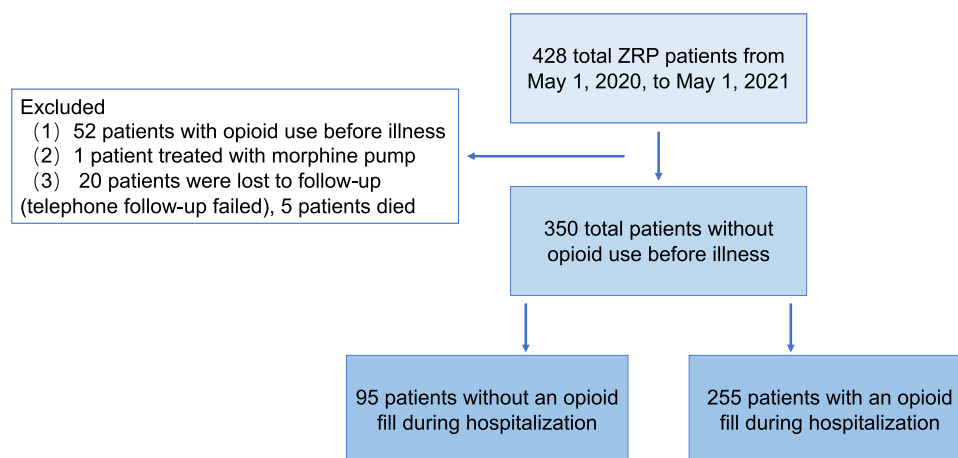 428 total ZRP patients from
May 1, 2020, to May 1, 2021
Excluded
（1） 52 patients with opioid use before illness
（2） 1 patient treated with morphine pump
（3） 20 patients were lost to follow-up
(telephone follow-up failed), 5 patients died
350 total patients without
opioid use before illness
95 patients without an opioid
fill during hospitalization
255 patients with an opioid
fill during hospitalization